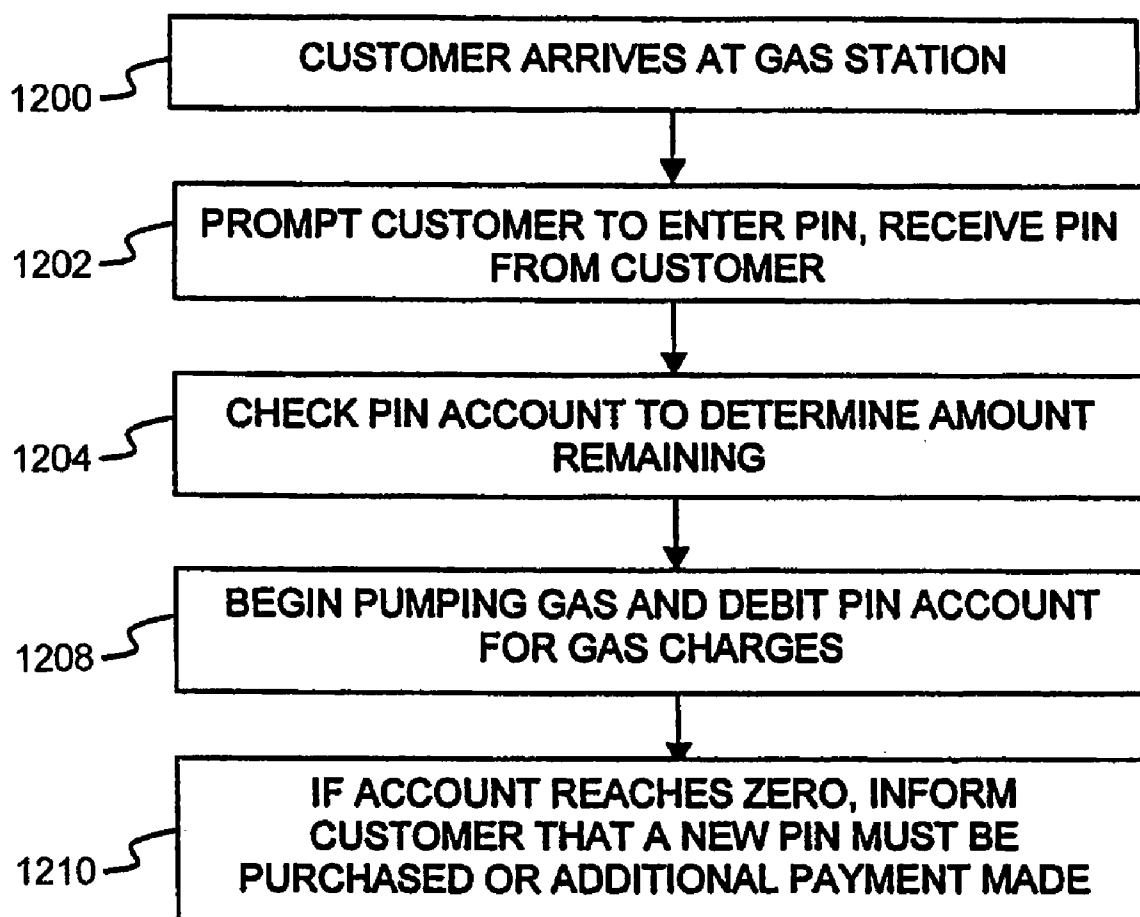 CUSTOMER ARRIVES AT GAS STATION
1200
PROMPT CUSTOMER TO ENTER PIN, RECEIVE PIN
FROM CUSTOMER
1202
CHECK PIN ACCOUNT TO DETERMINE AMOUNT
REMAINING
1204
BEGIN PUMPING GAS AND DEBIT PIN ACCOUNT
FOR GAS CHARGES
1208
IF ACCOUNT REACHES ZERO, INFORM
CUSTOMER THAT A NEW PIN MUST BE
PURCHASED OR ADDITIONAL PAYMENT MADE
1210